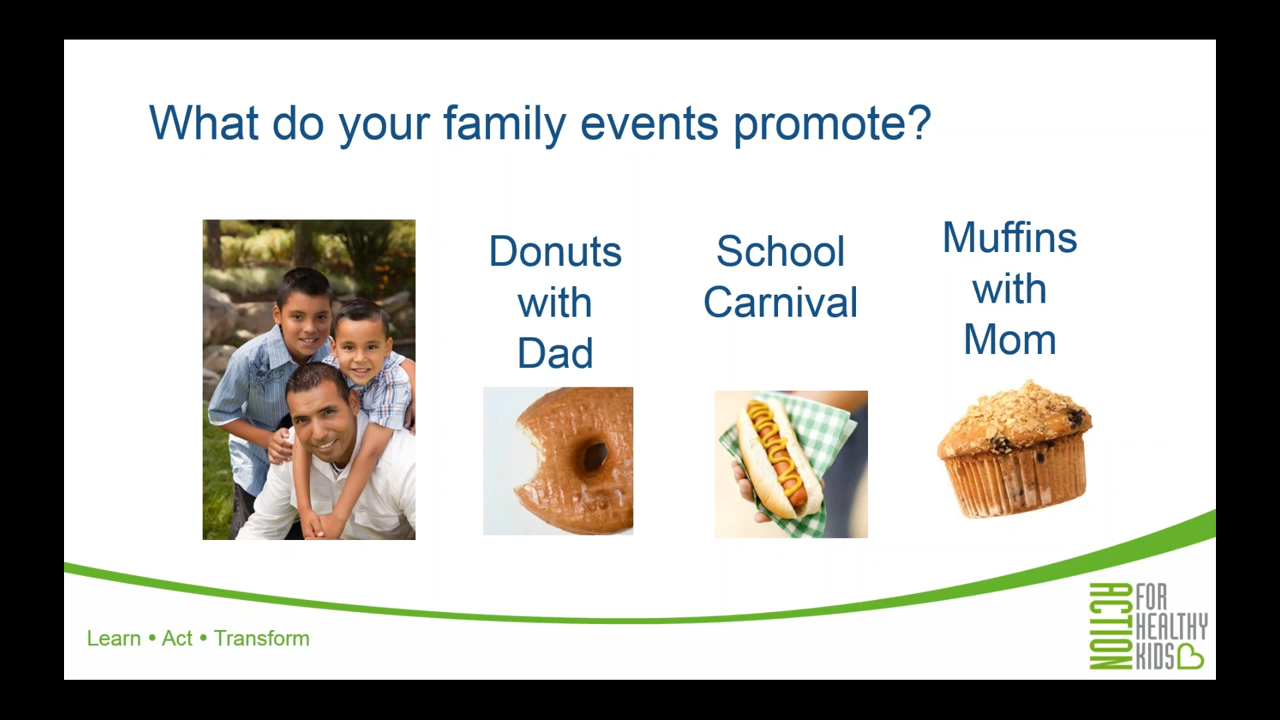 What do your family events promote?
Donuts
with
Dad
School
Carnival
Muffins
with
Mom
Learn • Act • Transform
ACTION
FOR
HEALTHY
KIDS